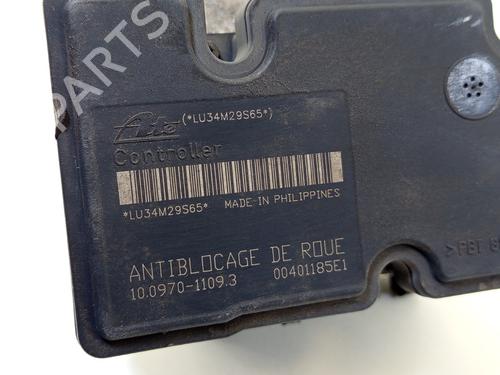 PARTS
(*LU34M29S65*)
Ate
Controller
*LU34M29S65* MADE IN PHILIPPINES
ANTIBLOCAGE DE ROUE
10.0970-1109.3 00401185E1
>PBT